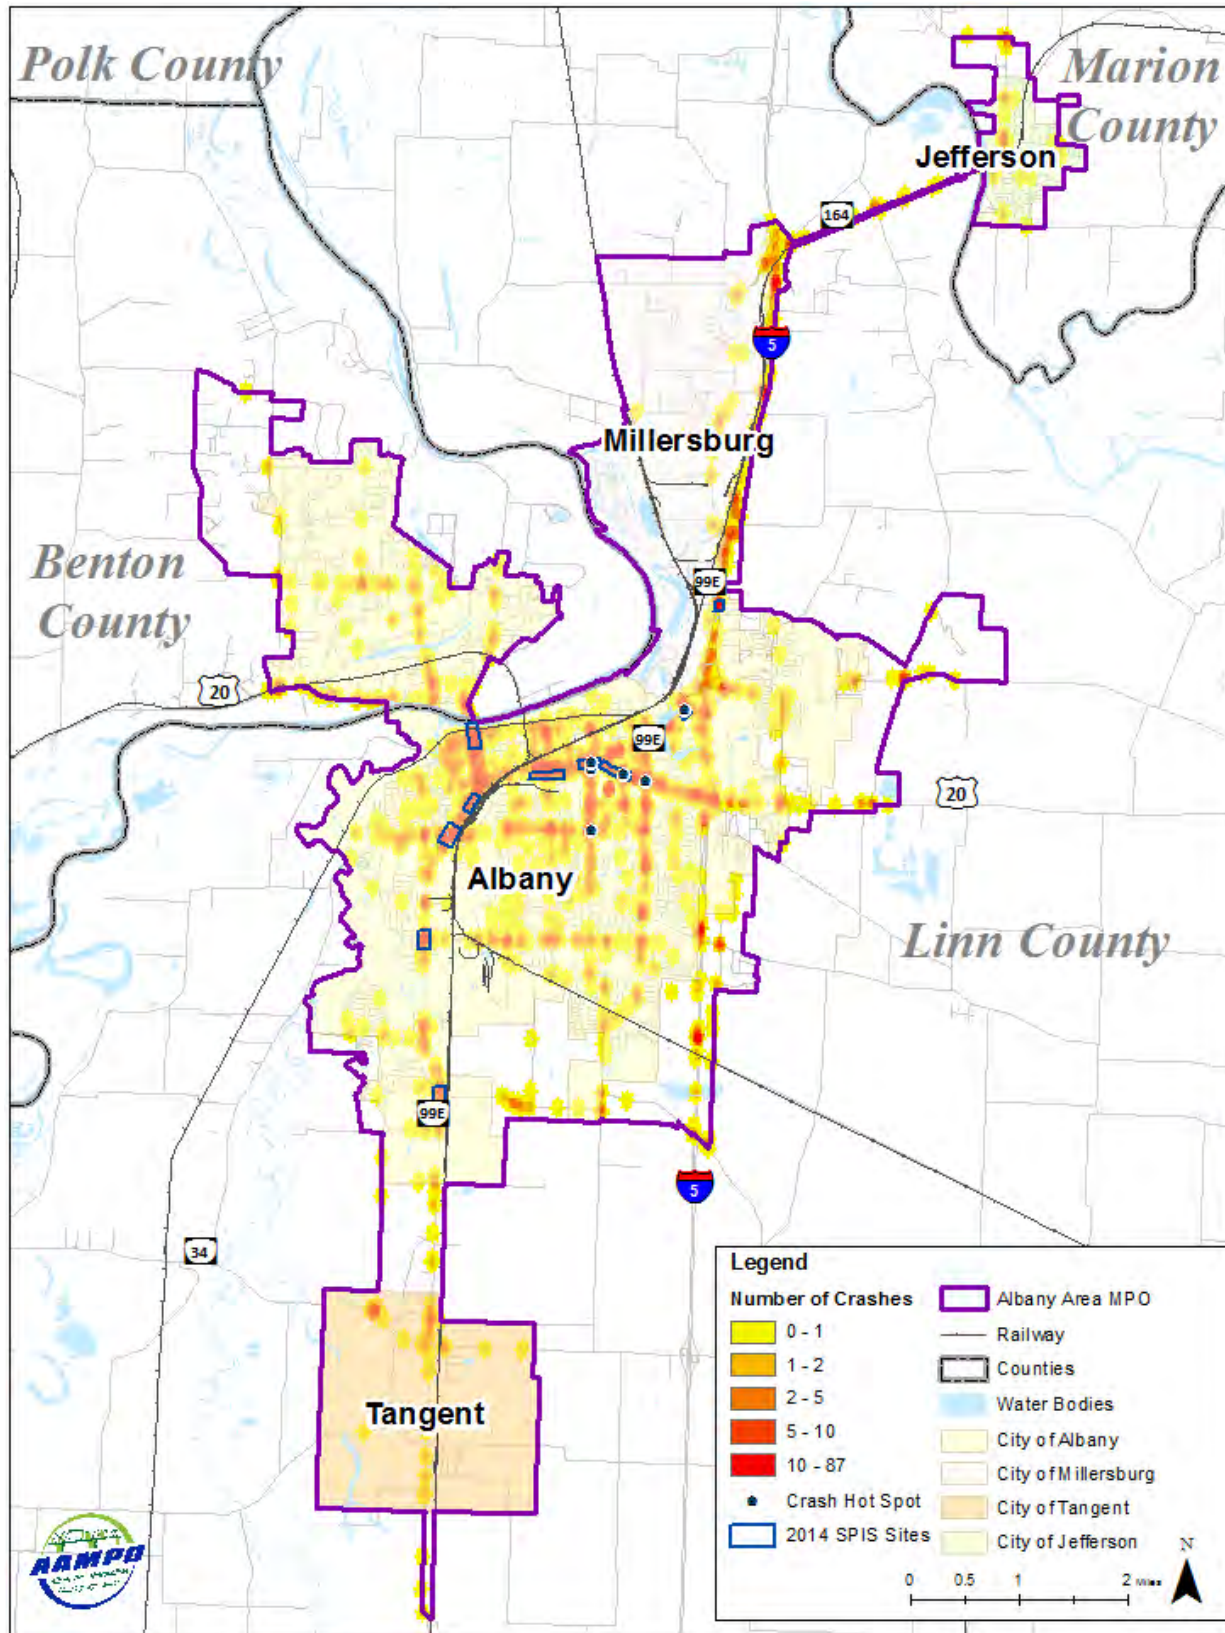 Polk County
Marion
County
Jefferson
164
5
Millersburg
Benton
County
99E
20
99E
20
Albany
Linn County
99E
5
34
Tangent
Legend
Number of Crashes
0 - 1
1 - 2
2 - 5
5 - 10
10 - 87
Crash Hot Spot
2014 SPIS Sites
Albany Area MPO
Railway
Counties
Water Bodies
City of Albany
City of Millersburg
City of Tangent
City of Jefferson
N
0 0.5 1 2 Miles
AAMPO